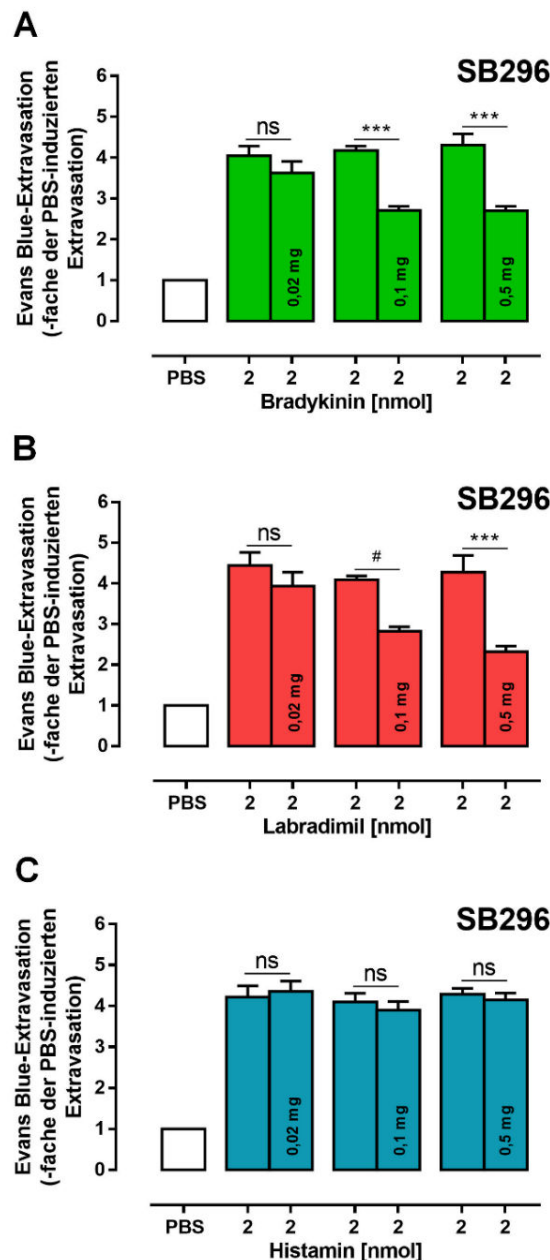 A
SB296
Evans Blue-Extravasation
(-fache der PBS-induzierten
Extravasation)
6
5
4
3
2
1
0
ns
***
***
0,02 mg
0,1 mg
0,5 mg
PBS
2 2
2 2
2 2
Bradykinin [nmol]
B
SB296
Evans Blue-Extravasation
(-fache der PBS-induzierten
Extravasation)
6
5
4
3
2
1
0
ns
#
***
0,02 mg
0,1 mg
0,5 mg
PBS
2 2
2 2
2 2
Labradimil [nmol]
C
SB296
Evans Blue-Extravasation
(-fache der PBS-induzierten
Extravasation)
6
5
4
3
2
1
0
ns
ns
ns
0,02 mg
0,1 mg
0,5 mg
PBS
2 2
2 2
2 2
Histamin [nmol]